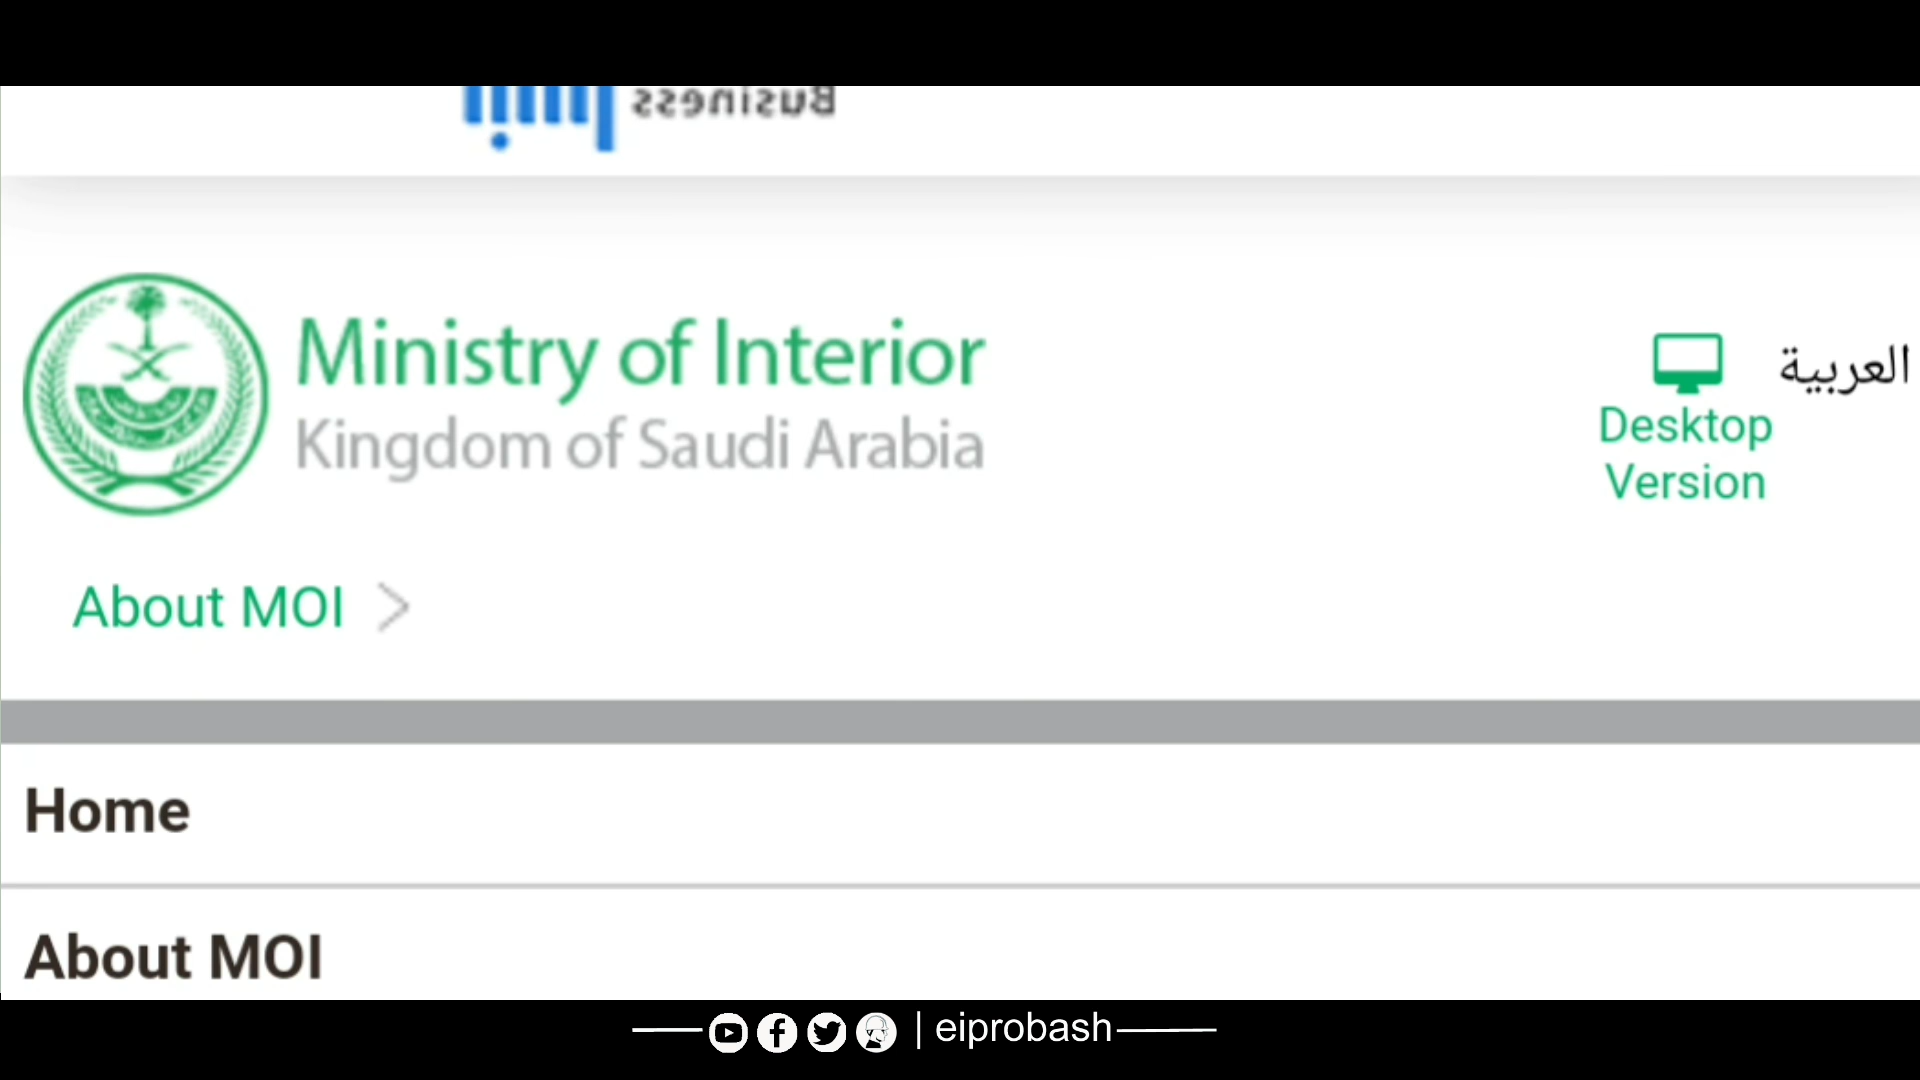 Business
Ministry of Interior
Kingdom of Saudi Arabia
العربية
Desktop
Version
About MOI
Home
About MOI
| eiprobash